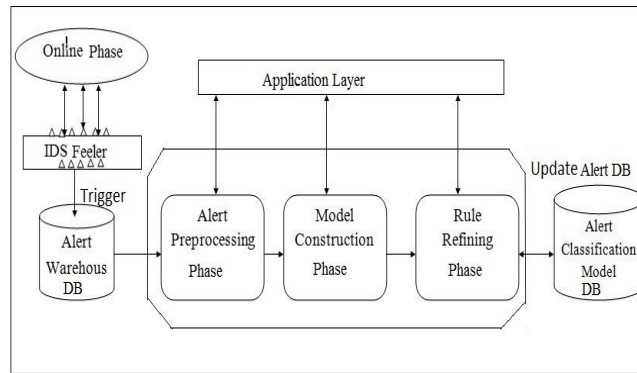 Online Phase
Application Layer
IDS Feeler
Trigger
Update Alert DB
Alert
Warehous
DB
Alert
Preprocessing
Phase
Model
Construction
Phase
Rule
Refining
Phase
Alert
Classification
Model
DB